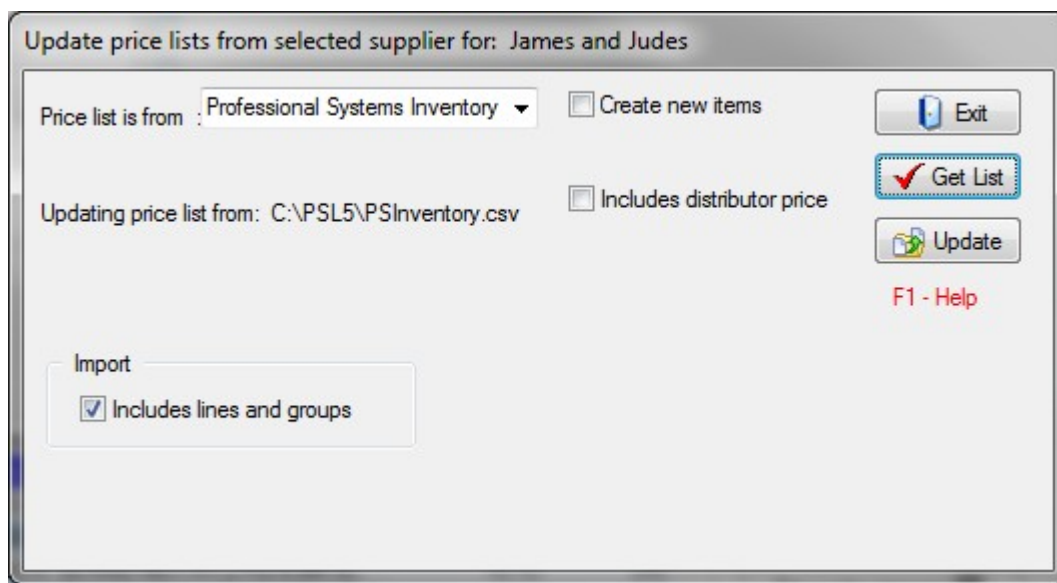 Update price lists from selected supplier for:  James and Judes
Price list is from  : Professional Systems Inventory
Create new items
Exit
Get List
Updating price list from:  C:\PSL5\PSInventory.csv
Includes distributor price
Update
F1 - Help
Import
Includes lines and groups